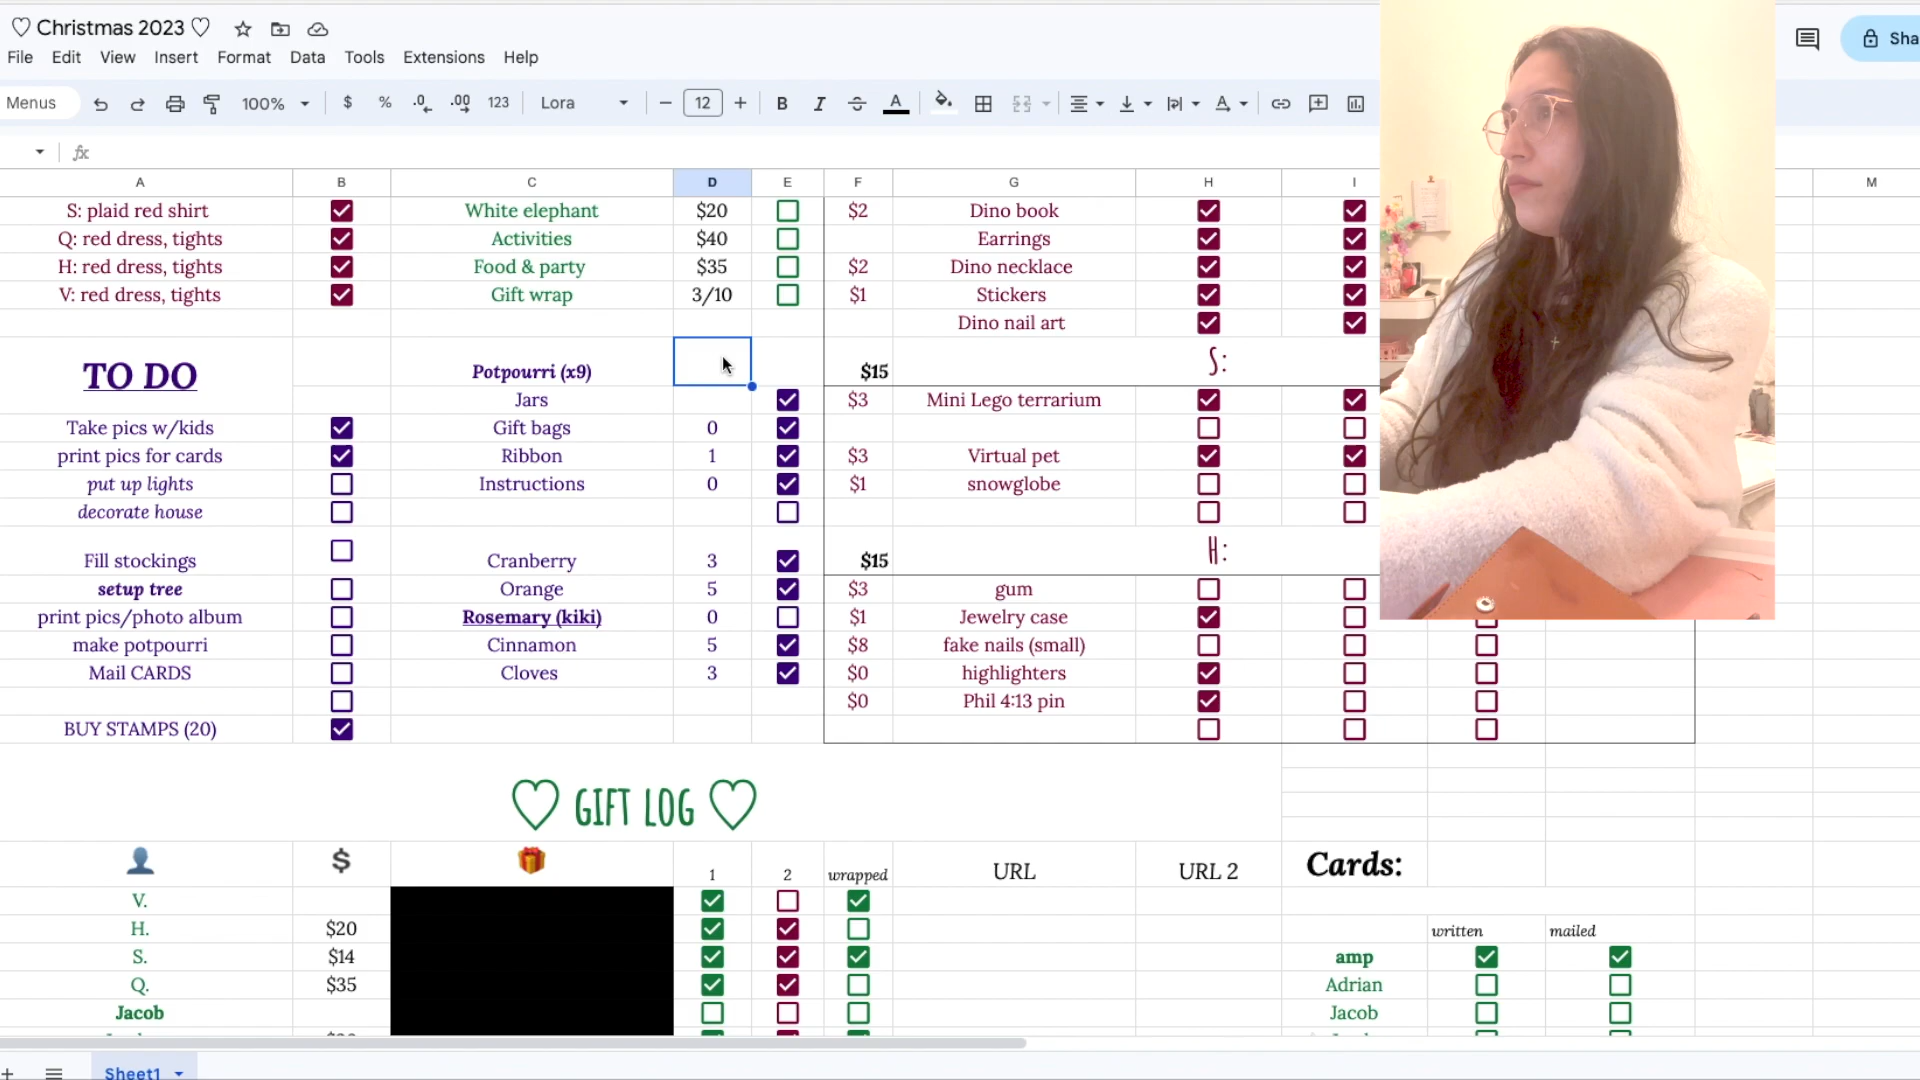 ♡ Christmas 2023 ♡
Sha
File Edit View Insert Format Data Tools Extensions Help
Menus 100% $ % .0 .00 123 Lora 12 B I A
fx
A B C D E F G H I M
S: plaid red shirt White elephant $20 $2 Dino book
Q: red dress, tights Activities $40 Earrings
H: red dress, tights Food & party $35 $2 Dino necklace
V: red dress, tights Gift wrap 3/10 $1 Stickers
Dino nail art
TO DO Potpourri (x9) $15 S:
Jars $3 Mini Lego terrarium
Take pics w/kids Gift bags 0
print pics for cards Ribbon 1 $3 Virtual pet
put up lights Instructions 0 $1 snowglobe
decorate house
Fill stockings Cranberry 3 $15 H:
setup tree Orange 5 $3 gum
print pics/photo album Rosemary (kiki) 0 $1 Jewelry case
make potpourri Cinnamon 5 $8 fake nails (small)
Mail CARDS Cloves 3 $0 highlighters
$0 Phil 4:13 pin
BUY STAMPS (20)
♡ GIFT LOG ♡
$ 1 2 wrapped URL URL 2 Cards:
V.
H. $20 written mailed
S. $14 amp
Q. $35 Adrian
Jacob Jacob
Sheet1